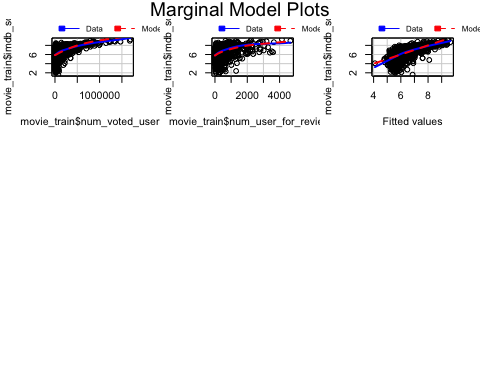 Marginal Model Plots
Data Mode
Data Mode
Data Mode
movie_train$imdb_sc
movie_train$imdb_sc
movie_train$imdb_sc
2 6
2 6
2 6
0 1000000
0 2000 4000
4 6 8
movie_train$num_voted_user
movie_train$num_user_for_revie
Fitted values